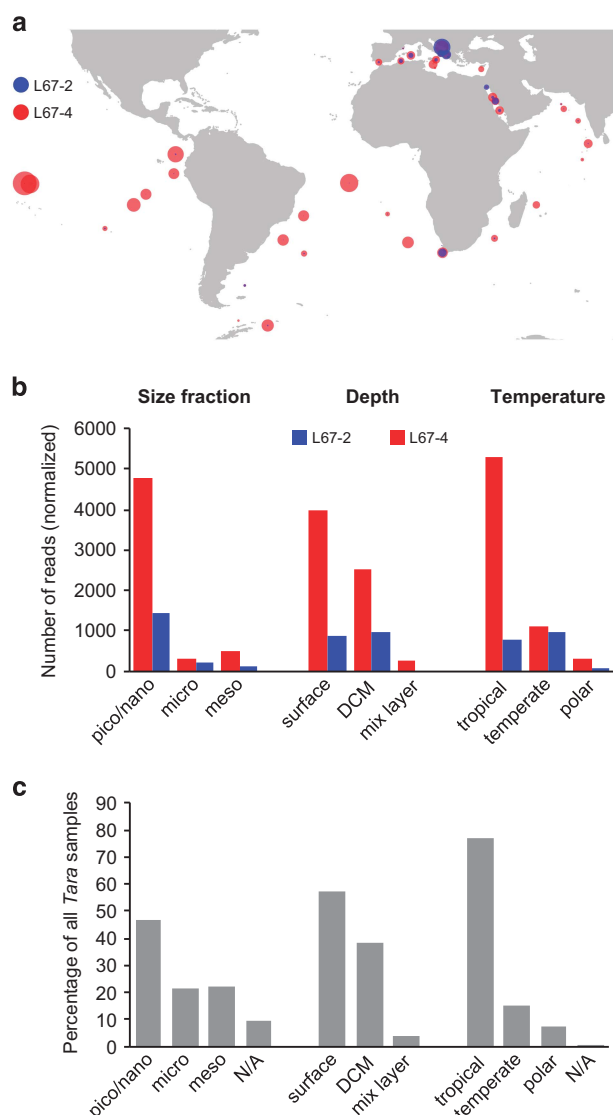 a
L67-2
L67-4
b
Size fraction
Depth
Temperature
L67-2
L67-4
Number of reads (normalized)
6000
5000
4000
3000
2000
1000
0
pico/nano
micro
meso
surface
DCM
mix layer
tropical
temperate
polar
c
Percentage of all Tara samples
90
80
70
60
50
40
30
20
10
0
pico/nano
micro
meso
N/A
surface
DCM
mix layer
tropical
temperate
polar
N/A